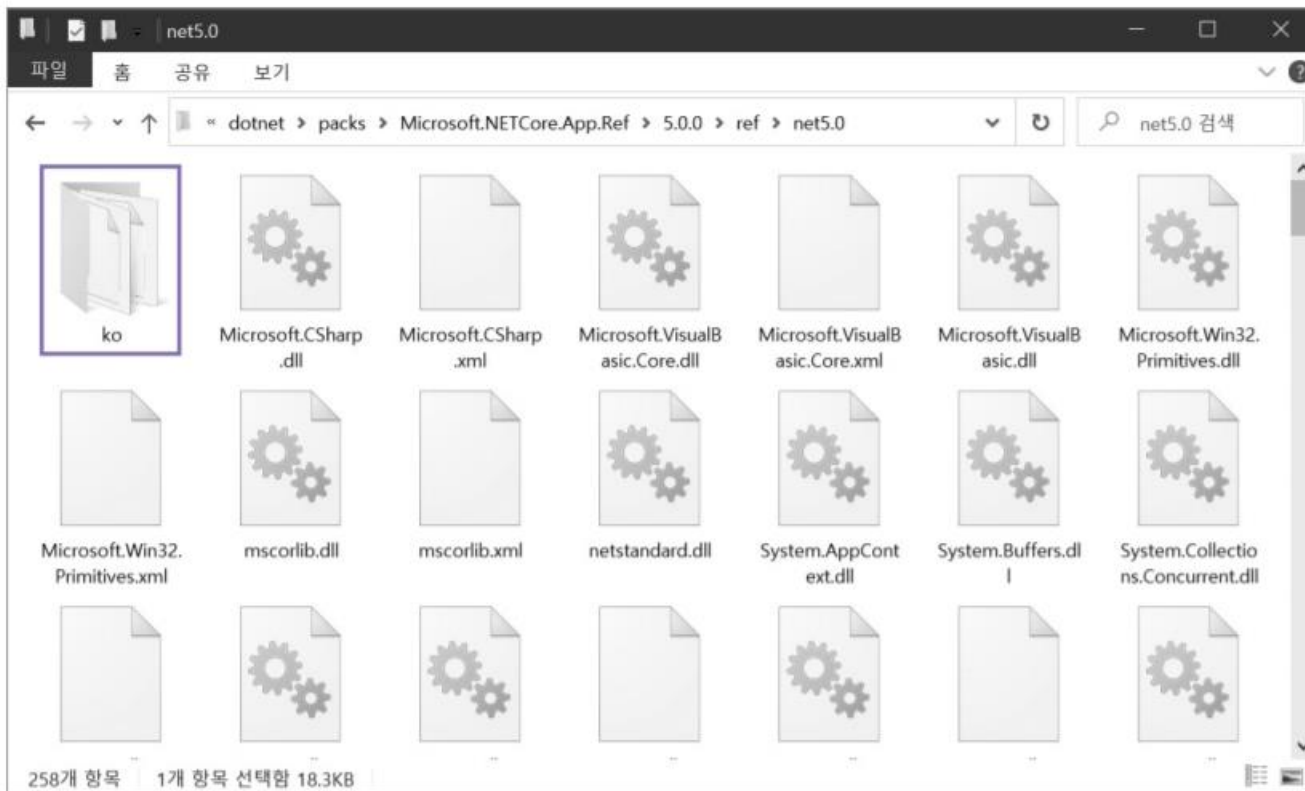 net5.0
파일 홈 공유 보기
« dotnet > packs > Microsoft.NETCore.App.Ref > 5.0.0 > ref > net5.0
net5.0 검색
ko
Microsoft.CSharp
.dll
Microsoft.CSharp
.xml
Microsoft.VisualB
asic.Core.dll
Microsoft.VisualB
asic.Core.xml
Microsoft.VisualB
asic.dll
Microsoft.Win32.
Primitives.dll
Microsoft.Win32.
Primitives.xml
mscorlib.dll
mscorlib.xml
netstandard.dll
System.AppCont
ext.dll
System.Buffers.dl
l
System.Collectio
ns.Concurrent.dll
258개 항목 1개 항목 선택함 18.3KB